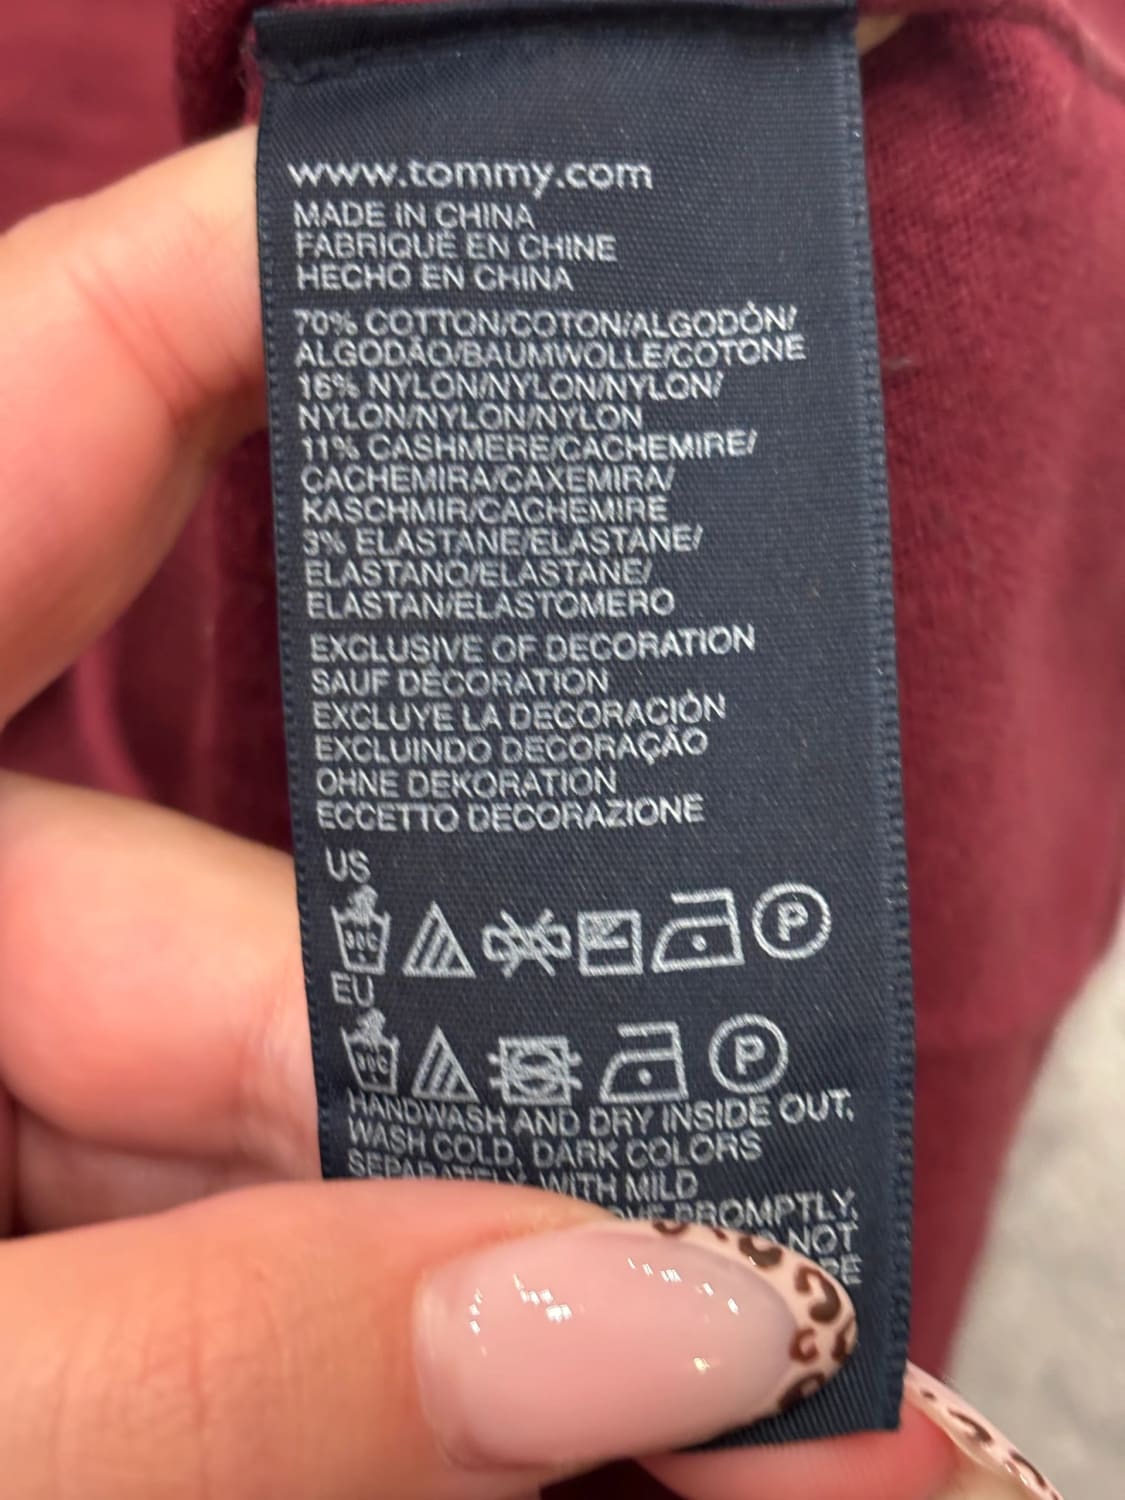 www.tommy.com
MADE IN CHINA
FABRIQUÉ EN CHINE
HECHO EN CHINA
70% COTTON/COTON/ALGODÓN/
ALGODÃO/BAUMWOLLE/COTONE
16% NYLON/NYLON/NYLON/
NYLON/NYLON/NYLON
11% CASHMERE/CACHEMIRE/
CACHEMIRA/CAXEMIRA/
KASCHMIR/CACHEMIRE
3% ELASTANE/ELASTANE/
ELASTANO/ELASTANE/
ELASTAN/ELASTOMERO
EXCLUSIVE OF DECORATION
SAUF DÉCORATION
EXCLUYE LA DECORACIÓN
EXCLUINDO DECORAÇÃO
OHNE DEKORATION
ECCETTO DECORAZIONE
US
30C
P
EU
30C
P
HANDWASH AND DRY INSIDE OUT,
WASH COLD, DARK COLORS
SEPARATELY, WITH MILD
PROMPTLY,
NOT